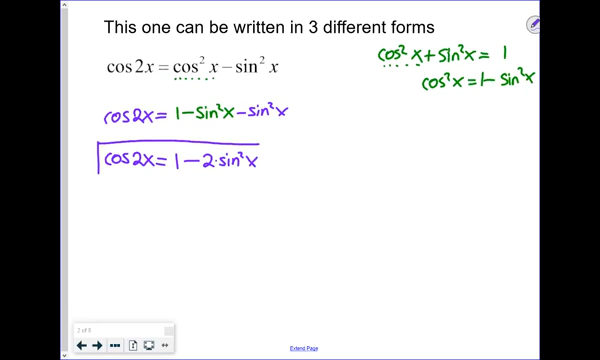 This one can be written in 3 different forms
cos 2x = cos² x − sin² x
cos² x + sin² x = 1
cos² x = 1 − sin² x
cos 2x = 1 − sin² x − sin² x
cos 2x = 1 − 2 · sin² x
2 of 8
Extend Page